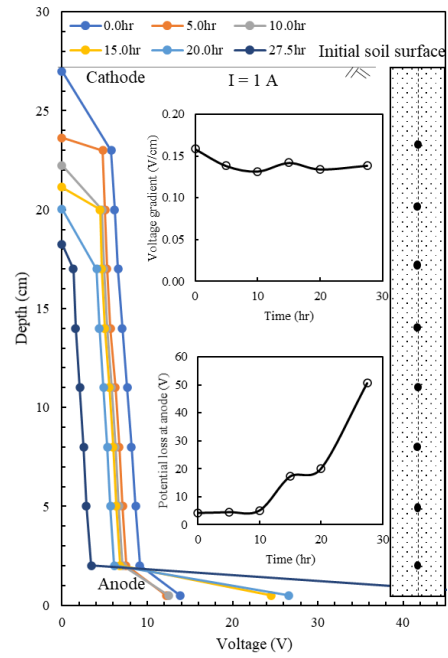 0.0hr 5.0hr 10.0hr
15.0hr 20.0hr 27.5hr
Initial soil surface
Cathode
I = 1 A
30
25
20
15
10
5
0
Depth (cm)
0.20
0.15
0.10
0.05
0.00
Voltage gradient (V/cm)
0 10 20 30
Time (hr)
60
50
40
30
20
10
0
Potential loss at anode (V)
0 10 20 30
Time (hr)
Anode
0 10 20 30 40
Voltage (V)